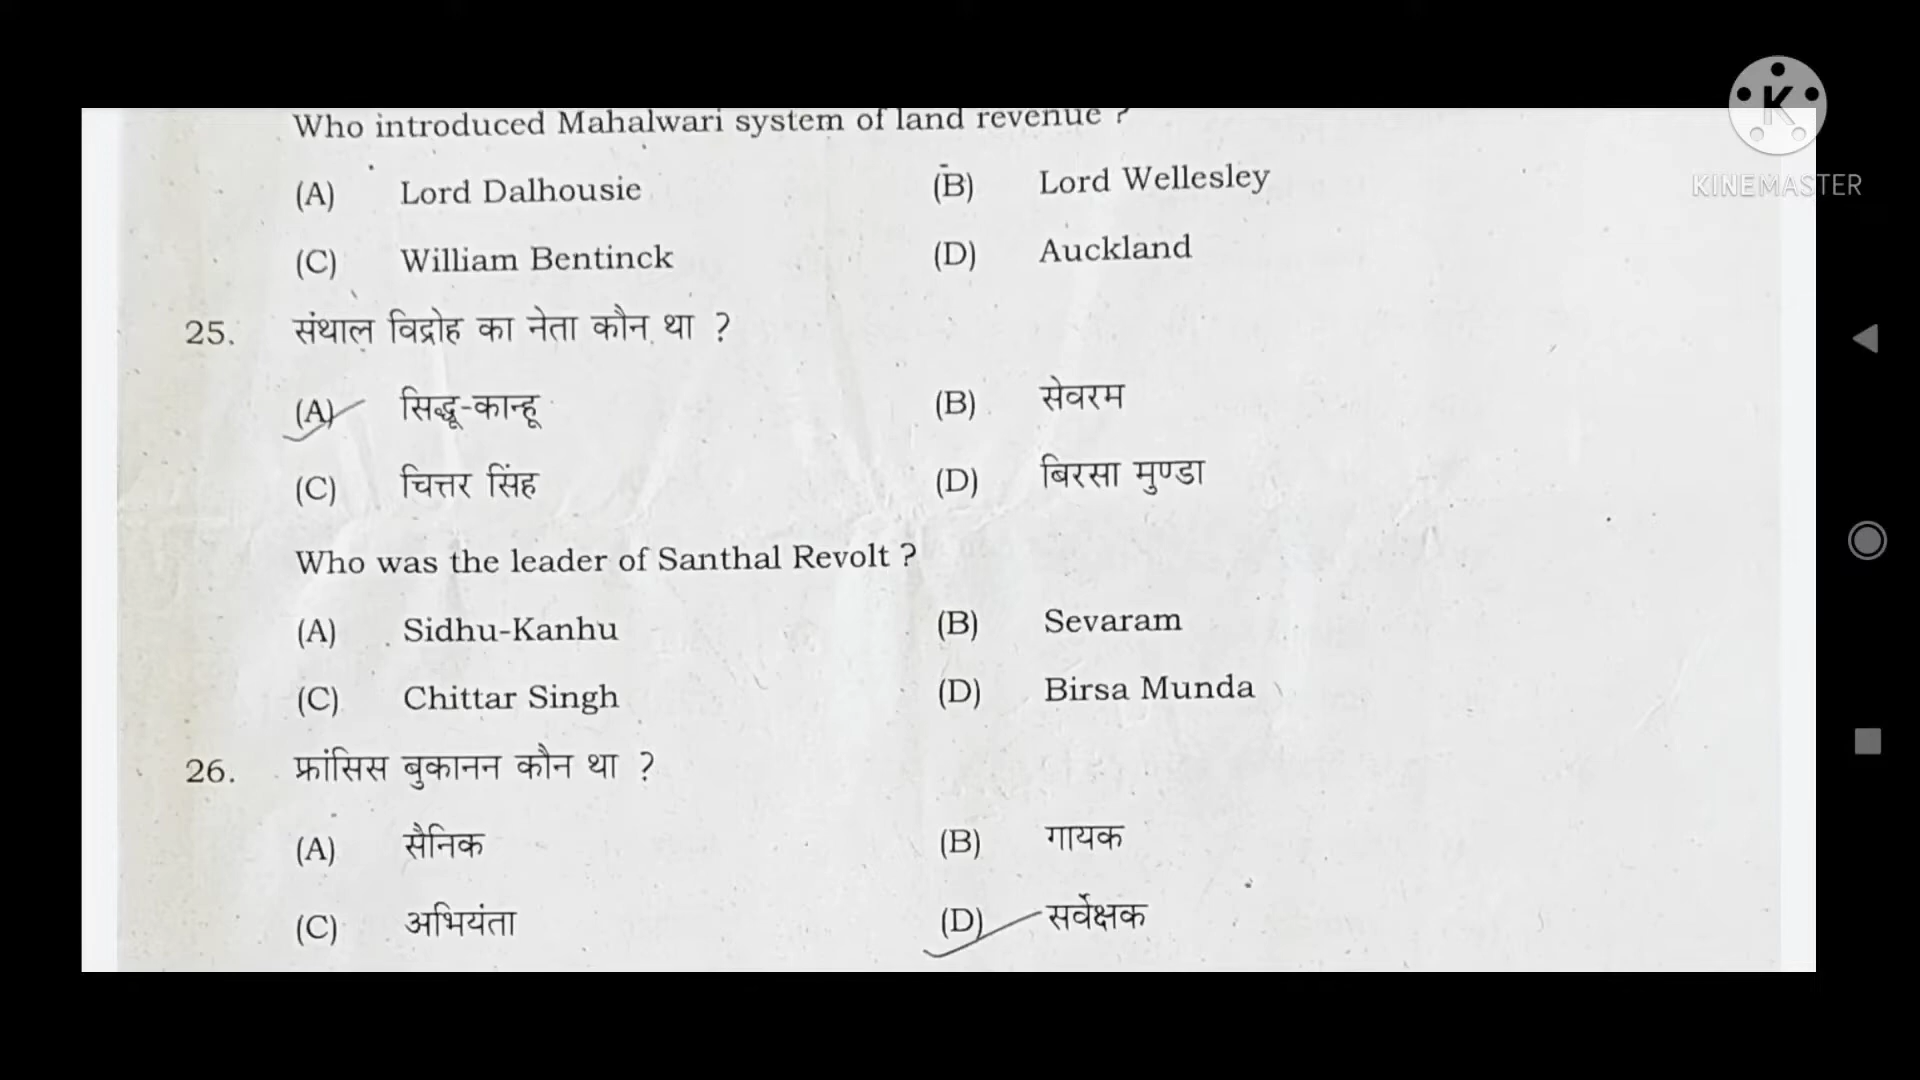 Who introduced Mahalwari system of land revenue ?
(A) Lord Dalhousie (B) Lord Wellesley
(C) William Bentinck (D) Auckland
25. संथाल विद्रोह का नेता कौन था ?
(A) सिद्धू-कान्हू (B) सेवरम
(C) चित्तर सिंह (D) बिरसा मुण्डा
Who was the leader of Santhal Revolt ?
(A) Sidhu-Kanhu (B) Sevaram
(C) Chittar Singh (D) Birsa Munda
26. फ्रांसिस बुकानन कौन था ?
(A) सैनिक (B) गायक
(C) अभियंता (D) सर्वेक्षक
K
KINEMASTER